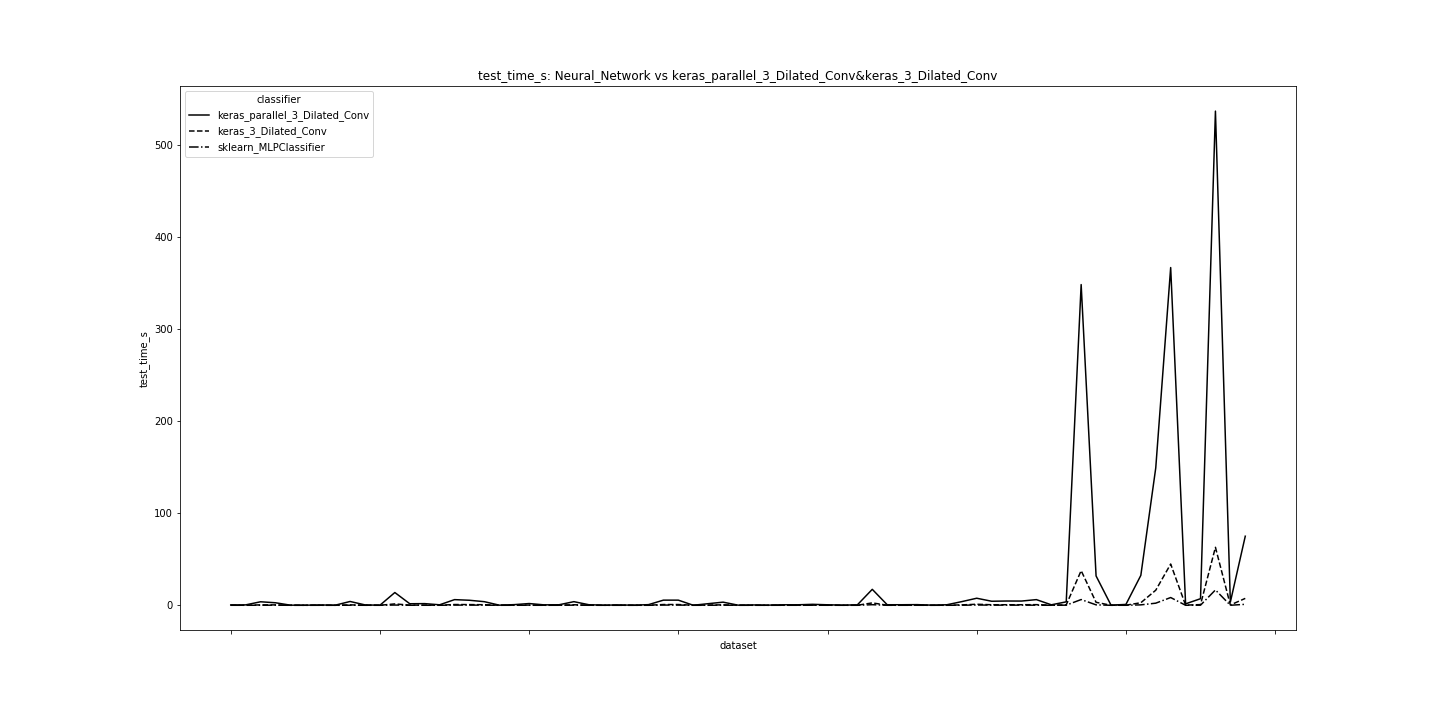 test_time_s: Neural_Network vs keras_parallel_3_Dilated_Conv&keras_3_Dilated_Conv
classifier
keras_parallel_3_Dilated_Conv
keras_3_Dilated_Conv
sklearn_MLPClassifier
500
400
300
200
100
0
test_time_s
dataset